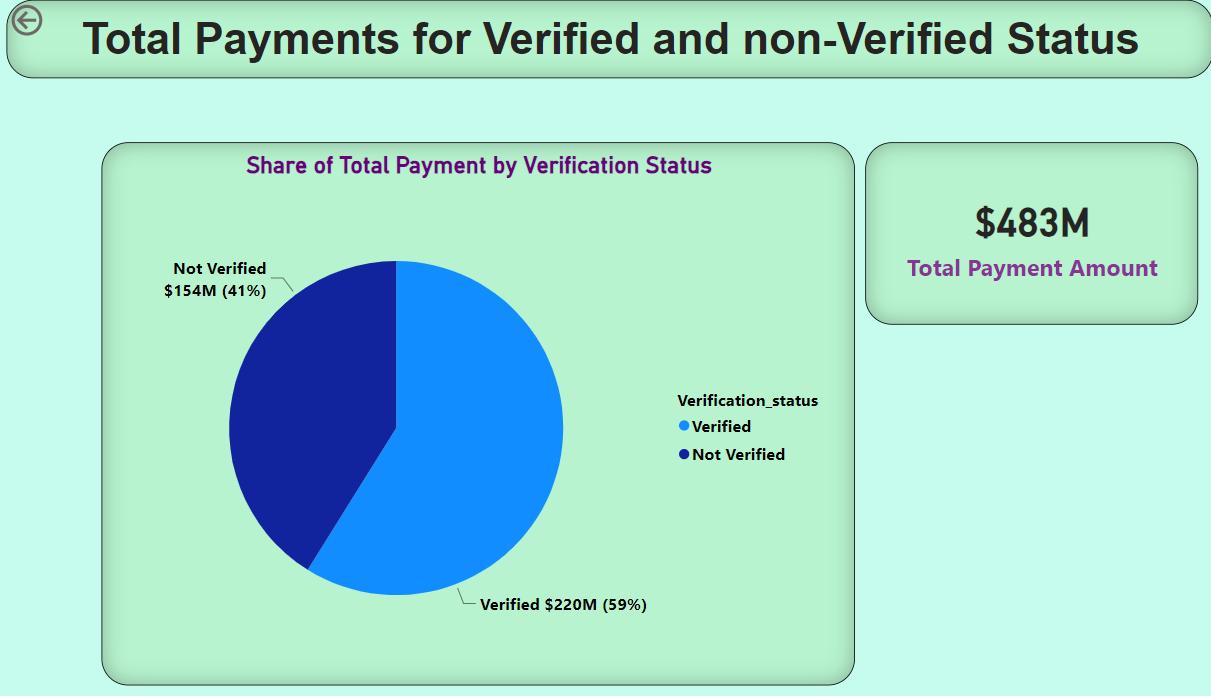 Total Payments for Verified and non-Verified Status
Share of Total Payment by Verification Status
Not Verified
$154M (41%)
Verified $220M (59%)
Verification_status
Verified
Not Verified
$483M
Total Payment Amount